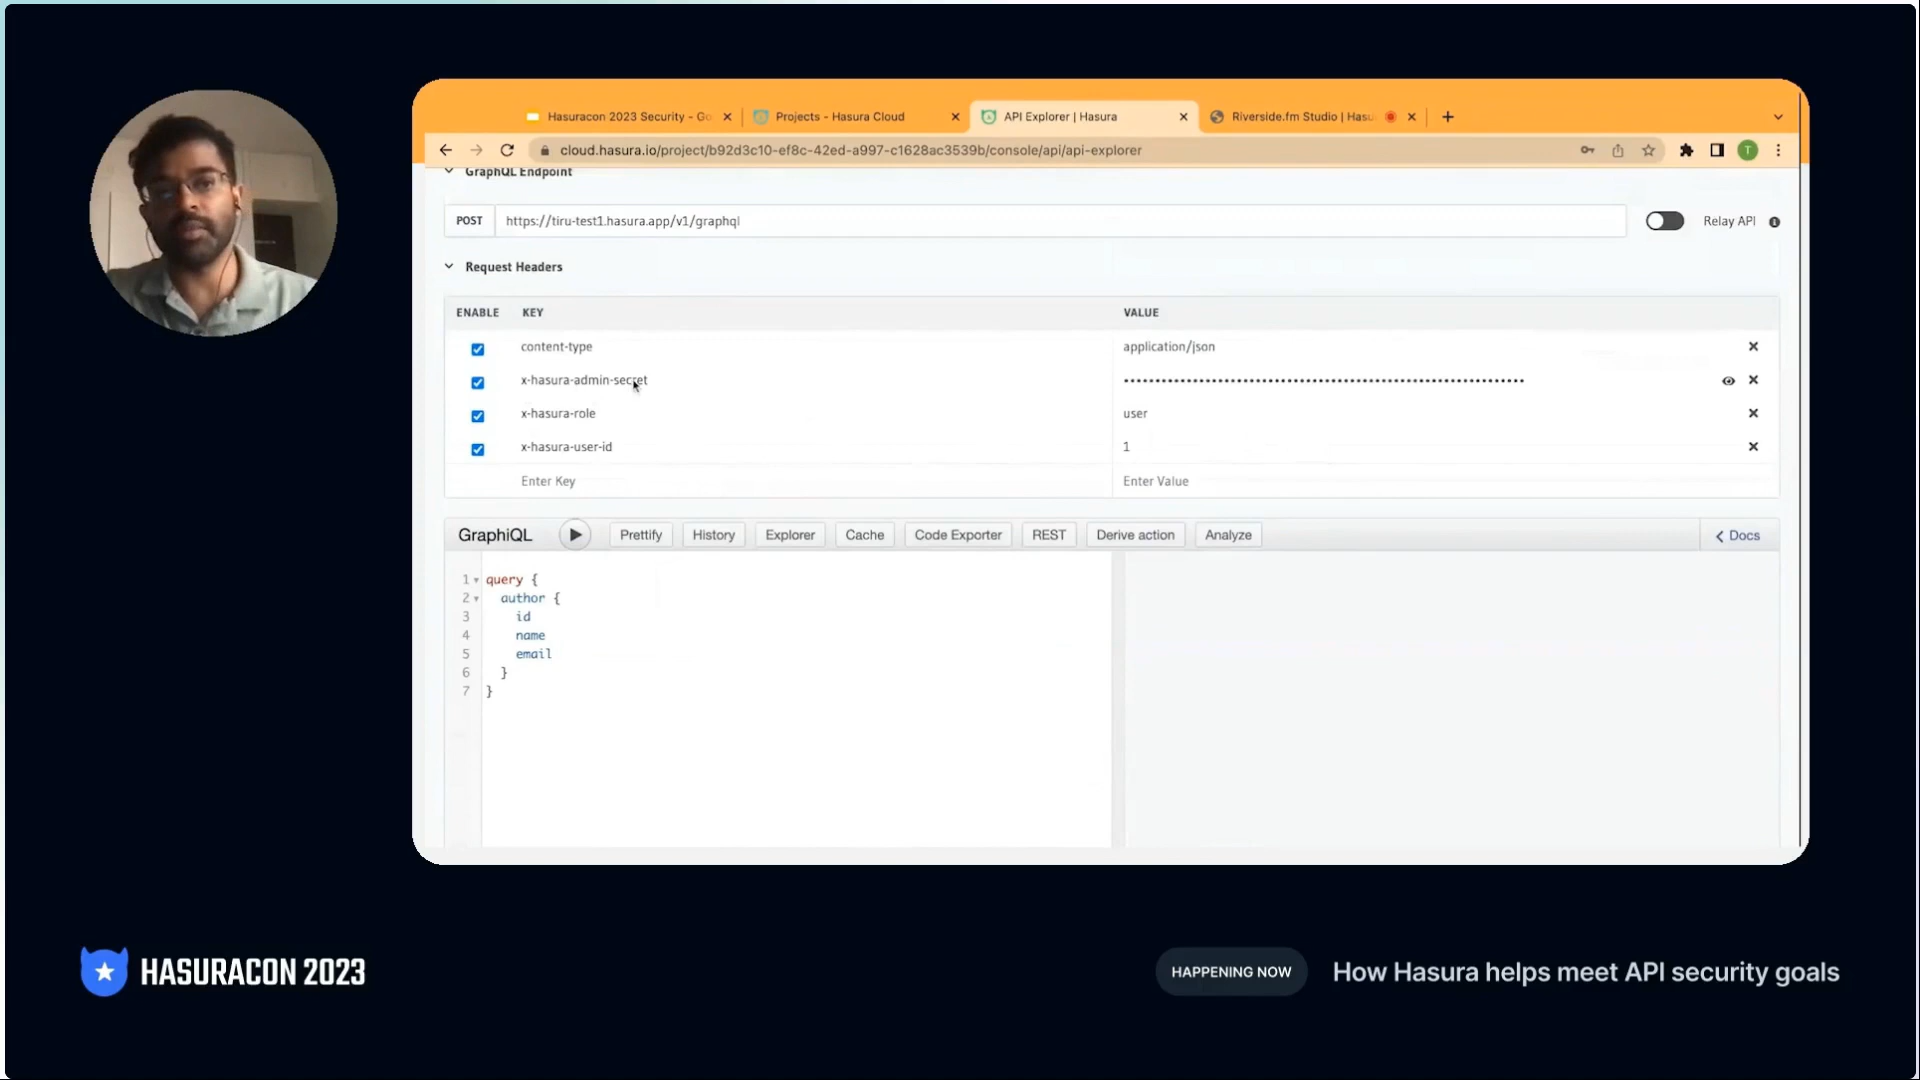 Hasuracon 2023 Security - Go
Projects - Hasura Cloud
API Explorer | Hasura
Riverside.fm Studio | Hasu
cloud.hasura.io/project/b92d3c10-ef8c-42ed-a997-c1628ac3539b/console/api/api-explorer
T
GraphQL Endpoint
POST
https://tiru-test1.hasura.app/v1/graphql
Relay API
Request Headers
ENABLE KEY VALUE
content-type application/json
x-hasura-admin-secret ••••••••••••••••••••••••••••••••••••••••••••••••••••••••••••••••
x-hasura-role user
x-hasura-user-id 1
Enter Key Enter Value
GraphiQL Prettify History Explorer Cache Code Exporter REST Derive action Analyze < Docs
1 query {
2 author {
3 id
4 name
5 email
6 }
7 }
HASURACON 2023
HAPPENING NOW How Hasura helps meet API security goals